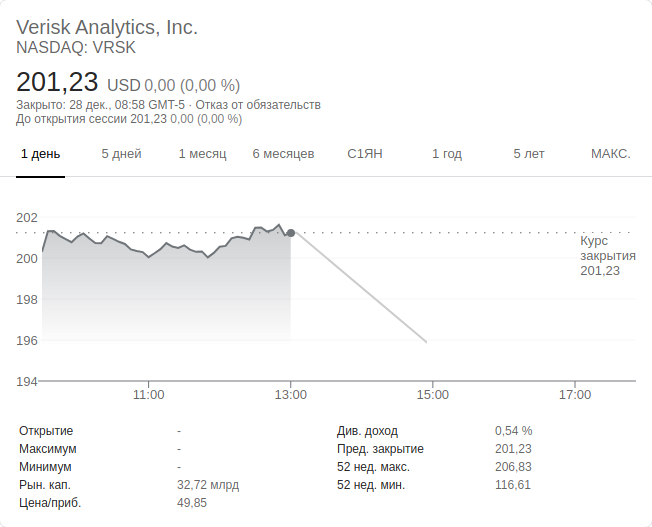 Verisk Analytics, Inc.
NASDAQ: VRSK
201,23 USD 0,00 (0,00 %)
Закрыто: 28 дек., 08:58 GMT-5 · Отказ от обязательств
До открытия сессии 201,23 0,00 (0,00 %)
1 день 5 дней 1 месяц 6 месяцев С1ЯН 1 год 5 лет МАКС.
202
Курс
закрытия
201,23
200
198
196
194
11:00 13:00 15:00 17:00
Открытие - Див. доход 0,54 %
Максимум - Пред. закрытие 201,23
Минимум - 52 нед. макс. 206,83
Рын. кап. 32,72 млрд 52 нед. мин. 116,61
Цена/приб. 49,85